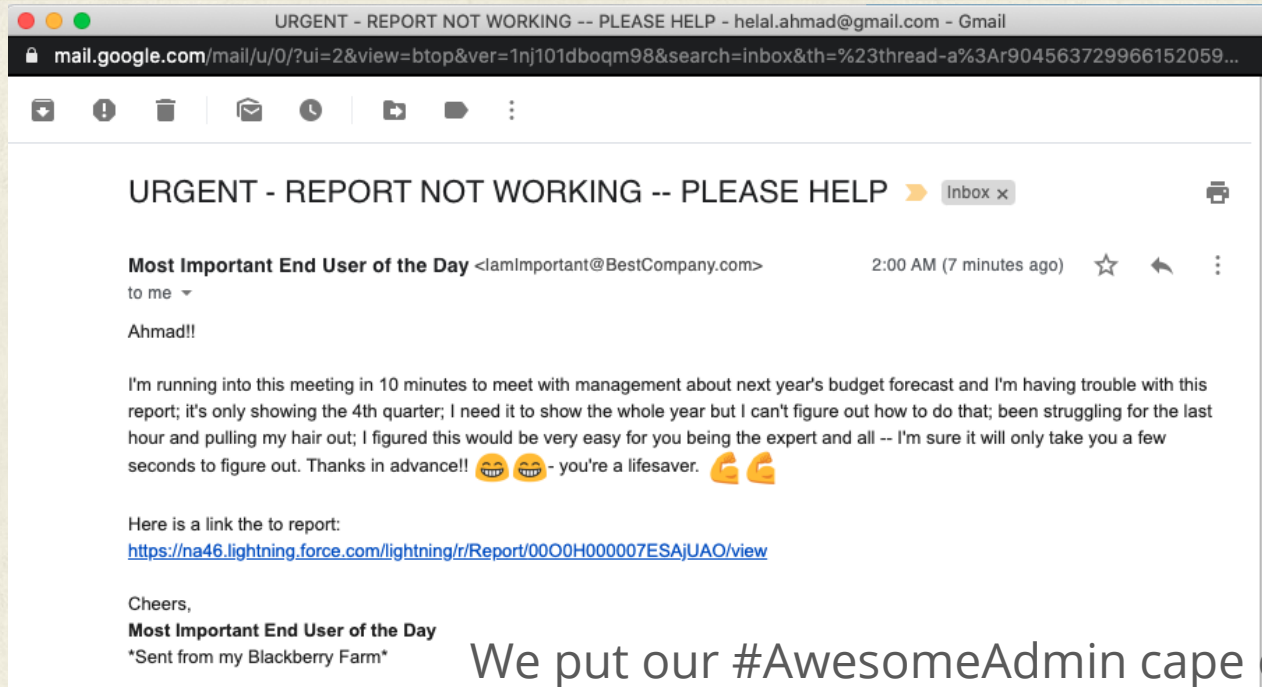 URGENT - REPORT NOT WORKING -- PLEASE HELP - helal.ahmad@gmail.com - Gmail
mail.google.com/mail/u/0/?ui=2&view=btop&ver=1nj101dboqm98&search=inbox&th=%23thread-a%3Ar904563729966152059...
URGENT - REPORT NOT WORKING -- PLEASE HELP Inbox x
Most Important End User of the Day <IamImportant@BestCompany.com> 2:00 AM (7 minutes ago)
to me
Ahmad!!
I'm running into this meeting in 10 minutes to meet with management about next year's budget forecast and I'm having trouble with this
report; it's only showing the 4th quarter; I need it to show the whole year but I can't figure out how to do that; been struggling for the last
hour and pulling my hair out; I figured this would be very easy for you being the expert and all -- I'm sure it will only take you a few
seconds to figure out. Thanks in advance!! 😁 😁 - you're a lifesaver. 💪 💪
Here is a link the to report:
https://na46.lightning.force.com/lightning/r/Report/00O0H000007ESAjUAO/view
Cheers,
Most Important End User of the Day
*Sent from my Blackberry Farm*
We put our #AwesomeAdmin cape